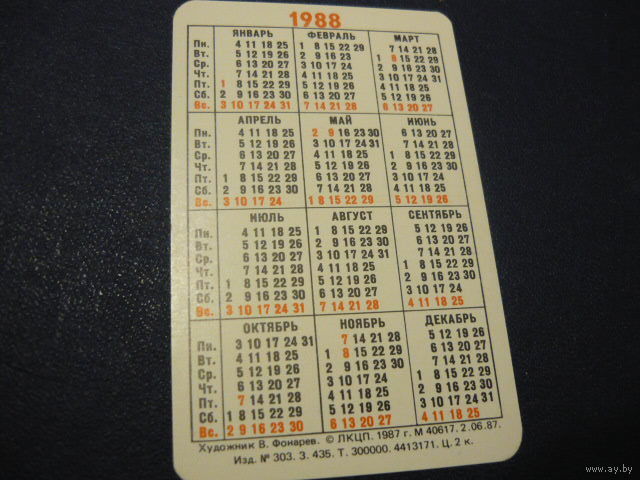 1988
ЯНВАРЬ ФЕВРАЛЬ МАРТ
Пн. 4 11 18 25 1 8 15 22 29 7 14 21 28
Вт. 5 12 19 26 2 9 16 23 1 8 15 22 29
Ср. 6 13 20 27 3 10 17 24 2 9 16 23 30
Чт. 7 14 21 28 4 11 18 25 3 10 17 24 31
Пт. 1 8 15 22 29 5 12 19 26 4 11 18 25
Сб. 2 9 16 23 30 6 13 20 27 5 12 19 26
Вс. 3 10 17 24 31 7 14 21 28 6 13 20 27
АПРЕЛЬ МАЙ ИЮНЬ
Пн. 4 11 18 25 2 9 16 23 30 6 13 20 27
Вт. 5 12 19 26 3 10 17 24 31 7 14 21 28
Ср. 6 13 20 27 4 11 18 25 1 8 15 22 29
Чт. 7 14 21 28 5 12 19 26 2 9 16 23 30
Пт. 1 8 15 22 29 6 13 20 27 3 10 17 24
Сб. 2 9 16 23 30 7 14 21 28 4 11 18 25
Вс. 3 10 17 24 1 8 15 22 29 5 12 19 26
ИЮЛЬ АВГУСТ СЕНТЯБРЬ
Пн. 4 11 18 25 1 8 15 22 29 5 12 19 26
Вт. 5 12 19 26 2 9 16 23 30 6 13 20 27
Ср. 6 13 20 27 3 10 17 24 31 7 14 21 28
Чт. 7 14 21 28 4 11 18 25 1 8 15 22 29
Пт. 1 8 15 22 29 5 12 19 26 2 9 16 23 30
Сб. 2 9 16 23 30 6 13 20 27 3 10 17 24
Вс. 3 10 17 24 31 7 14 21 28 4 11 18 25
ОКТЯБРЬ НОЯБРЬ ДЕКАБРЬ
Пн. 3 10 17 24 31 7 14 21 28 5 12 19 26
Вт. 4 11 18 25 1 8 15 22 29 6 13 20 27
Ср. 5 12 19 26 2 9 16 23 30 7 14 21 28
Чт. 6 13 20 27 3 10 17 24 1 8 15 22 29
Пт. 7 14 21 28 4 11 18 25 2 9 16 23 30
Сб. 1 8 15 22 29 5 12 19 26 3 10 17 24 31
Вс. 2 9 16 23 30 6 13 20 27 4 11 18 25
Художник В. Фонарев. © ЛКЦП. 1987 г. М 40617. 2.06.87.
Изд. № 303. З. 435. Т. 300000. 4413171. Ц. 2 к.
www.ay.by